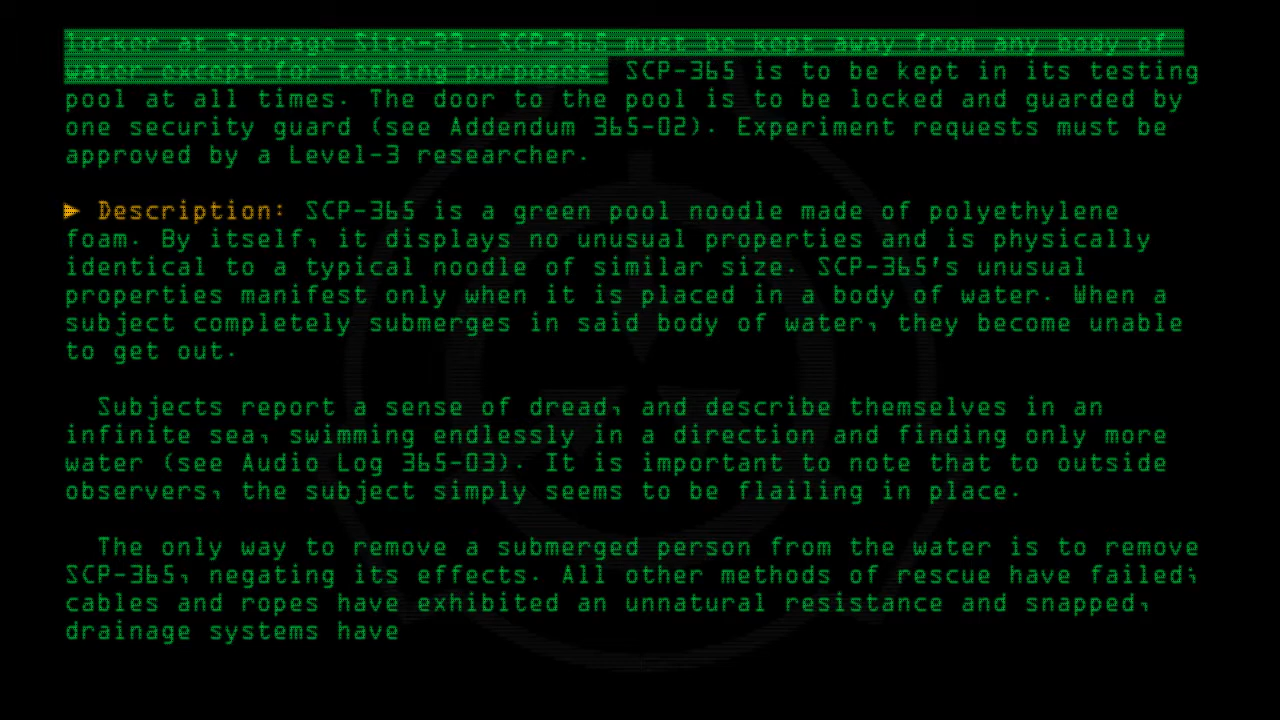 locker at Storage Site-23. SCP-365 must be kept away from any body of
water except for testing purposes. SCP-365 is to be kept in its testing
pool at all times. The door to the pool is to be locked and guarded by
one security guard (see Addendum 365-02). Experiment requests must be
approved by a Level-3 researcher.
► Description: SCP-365 is a green pool noodle made of polyethylene
foam. By itself, it displays no unusual properties and is physically
identical to a typical noodle of similar size. SCP-365's unusual
properties manifest only when it is placed in a body of water. When a
subject completely submerges in said body of water, they become unable
to get out.
Subjects report a sense of dread, and describe themselves in an
infinite sea, swimming endlessly in a direction and finding only more
water (see Audio Log 365-03). It is important to note that to outside
observers, the subject simply seems to be flailing in place.
The only way to remove a submerged person from the water is to remove
SCP-365, negating its effects. All other methods of rescue have failed;
cables and ropes have exhibited an unnatural resistance and snapped,
drainage systems have